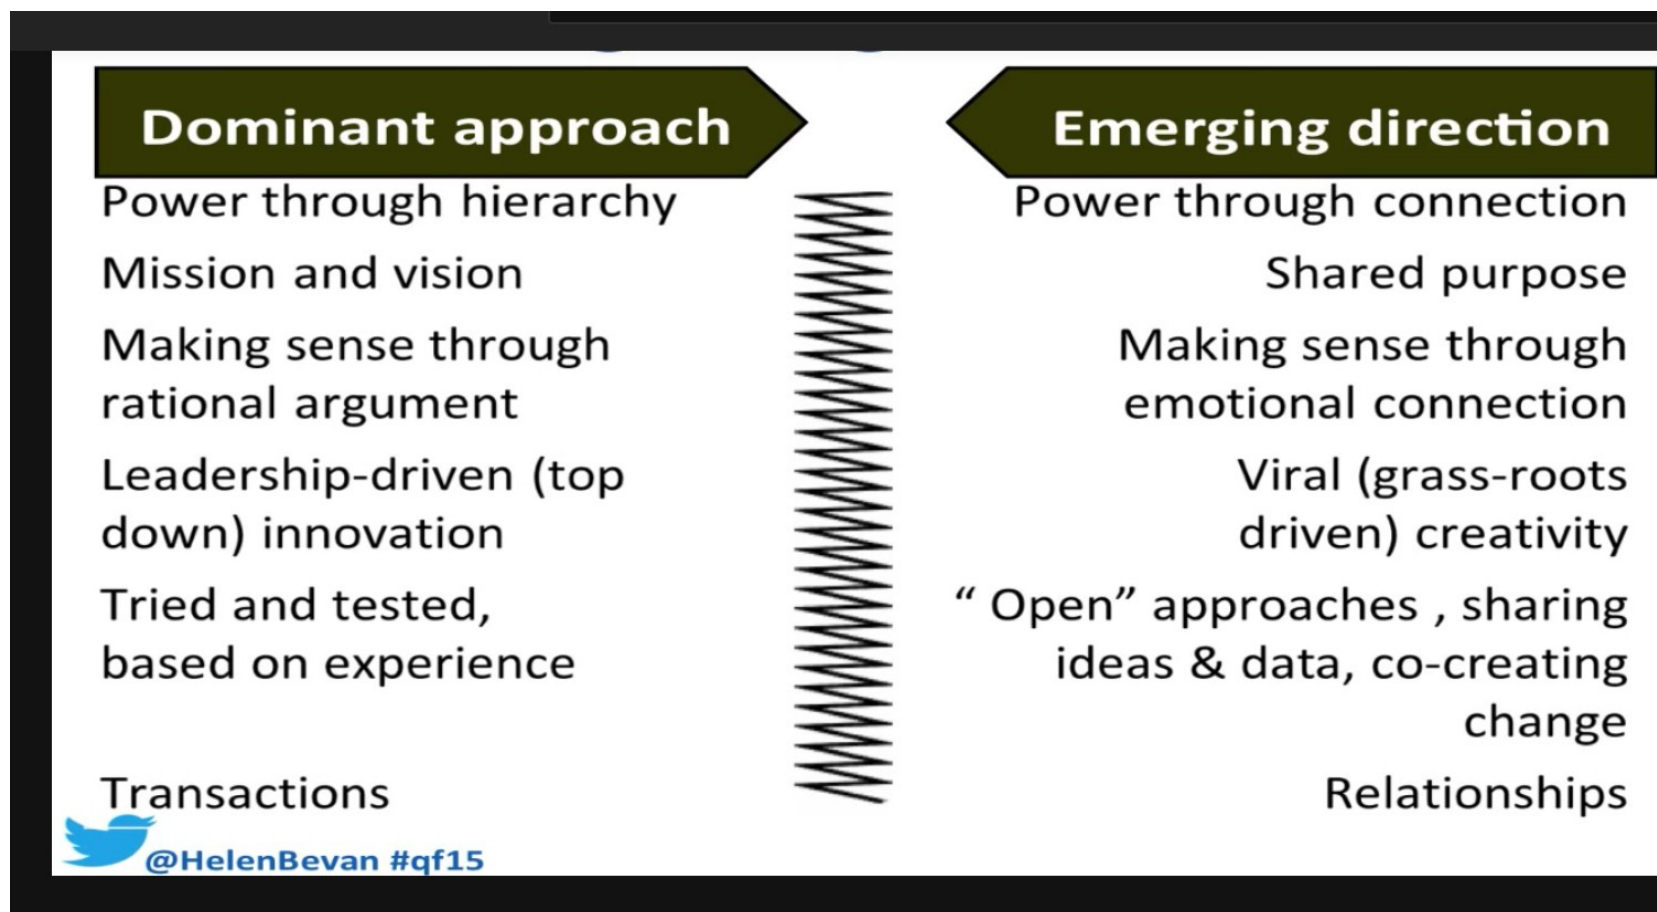 Dominant approach
Emerging direction
Power through hierarchy
Power through connection
Mission and vision
Shared purpose
Making sense through
rational argument
Making sense through
emotional connection
Leadership-driven (top
down) innovation
Viral (grass-roots
driven) creativity
Tried and tested,
based on experience
“ Open” approaches , sharing
ideas & data, co-creating
change
Transactions
Relationships
@HelenBevan #qf15